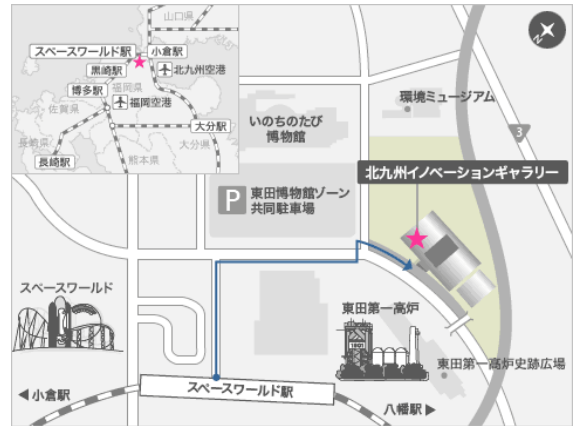 山口県
スペースワールド駅
小倉駅
黒崎駅
北九州空港
博多駅
福岡県
福岡空港
佐賀県
大分駅
長崎県
大分県
長崎駅
熊本県
N
環境ミュージアム
いのちのたび
博物館
3
北九州イノベーションギャラリー
P
東田博物館ゾーン
共同駐車場
スペースワールド
東田第一高炉
1901
東田第一高炉史跡広場
スペースワールド駅
◀小倉駅
八幡駅▶